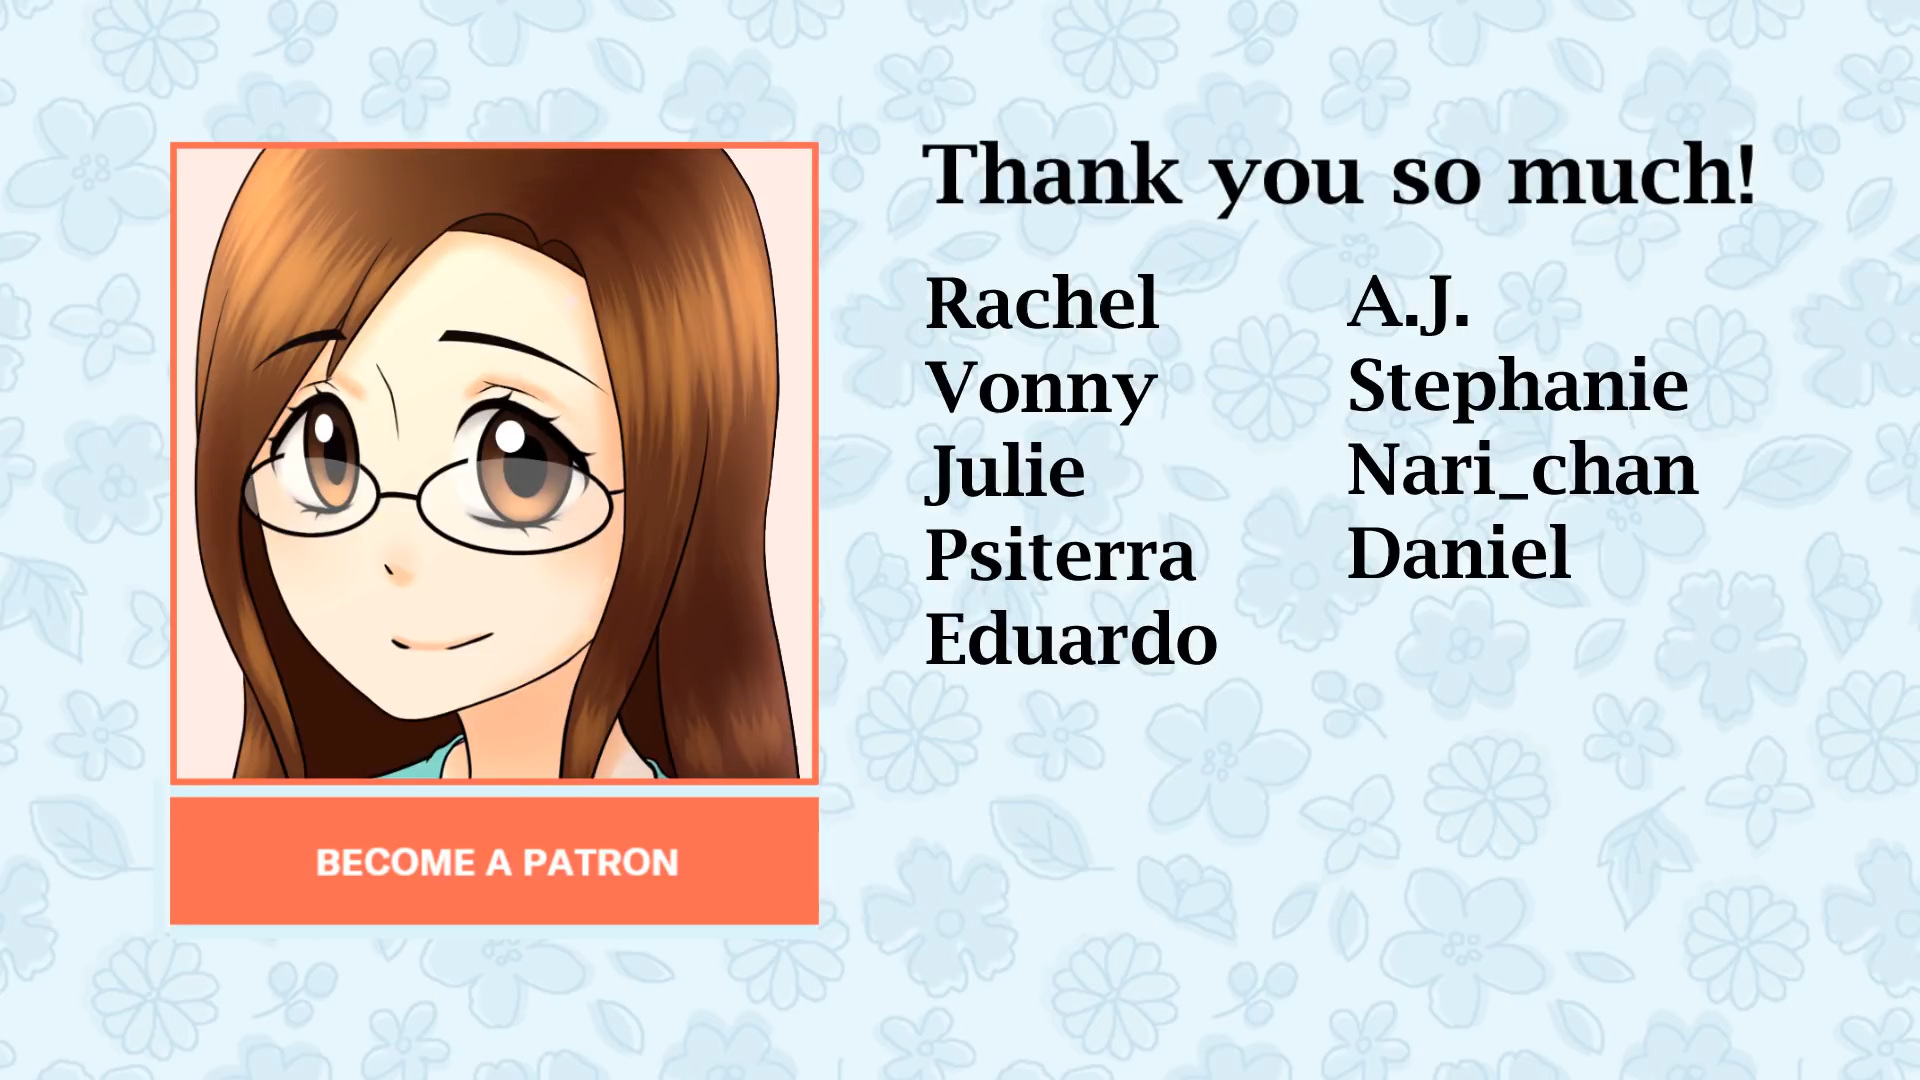 Thank you so much!
Rachel
Vonny
Julie
Psiterra
Eduardo
A.J.
Stephanie
Nari_chan
Daniel
BECOME A PATRON